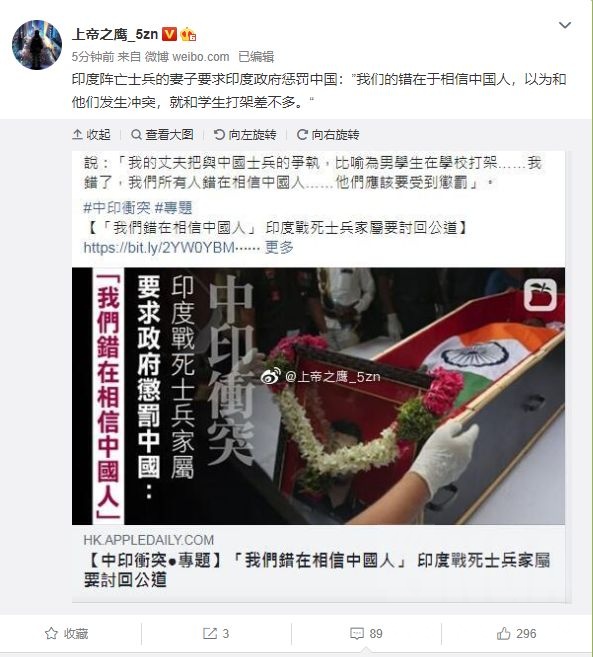 上帝之鹰_5zn
5分钟前 来自 微博 weibo.com 已编辑
印度阵亡士兵的妻子要求印度政府惩罚中国："我们的错在于相信中国人，以为和
他们发生冲突，就和学生打架差不多。“
收起 查看大图 向左旋转 向右旋转
說：「我的丈夫把與中國士兵的爭執，比喻為男學生在學校打架……我
錯了，我們所有人錯在相信中國人……他們應該要受到懲罰」。
#中印衝突 #專題
【「我們錯在相信中國人」 印度戰死士兵家屬要討回公道】
https://bit.ly/2YW0YBM…… 更多
中印衝突
印度戰死士兵家屬
要求政府懲罰中國：
「我們錯在相信中國人」
@上帝之鹰_5zn
HK.APPLEDAILY.COM
【中印衝突●專題】「我們錯在相信中國人」 印度戰死士兵家屬
要討回公道
收藏 3 89 296